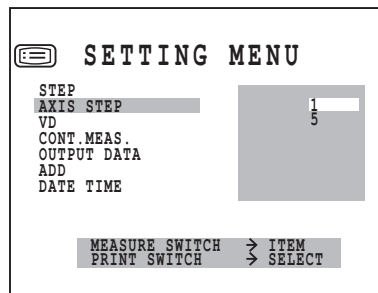 SETTING MENU
STEP
AXIS STEP
1
VD
5
CONT.MEAS.
OUTPUT DATA
ADD
DATE TIME
MEASURE SWITCH → ITEM
PRINT SWITCH → SELECT